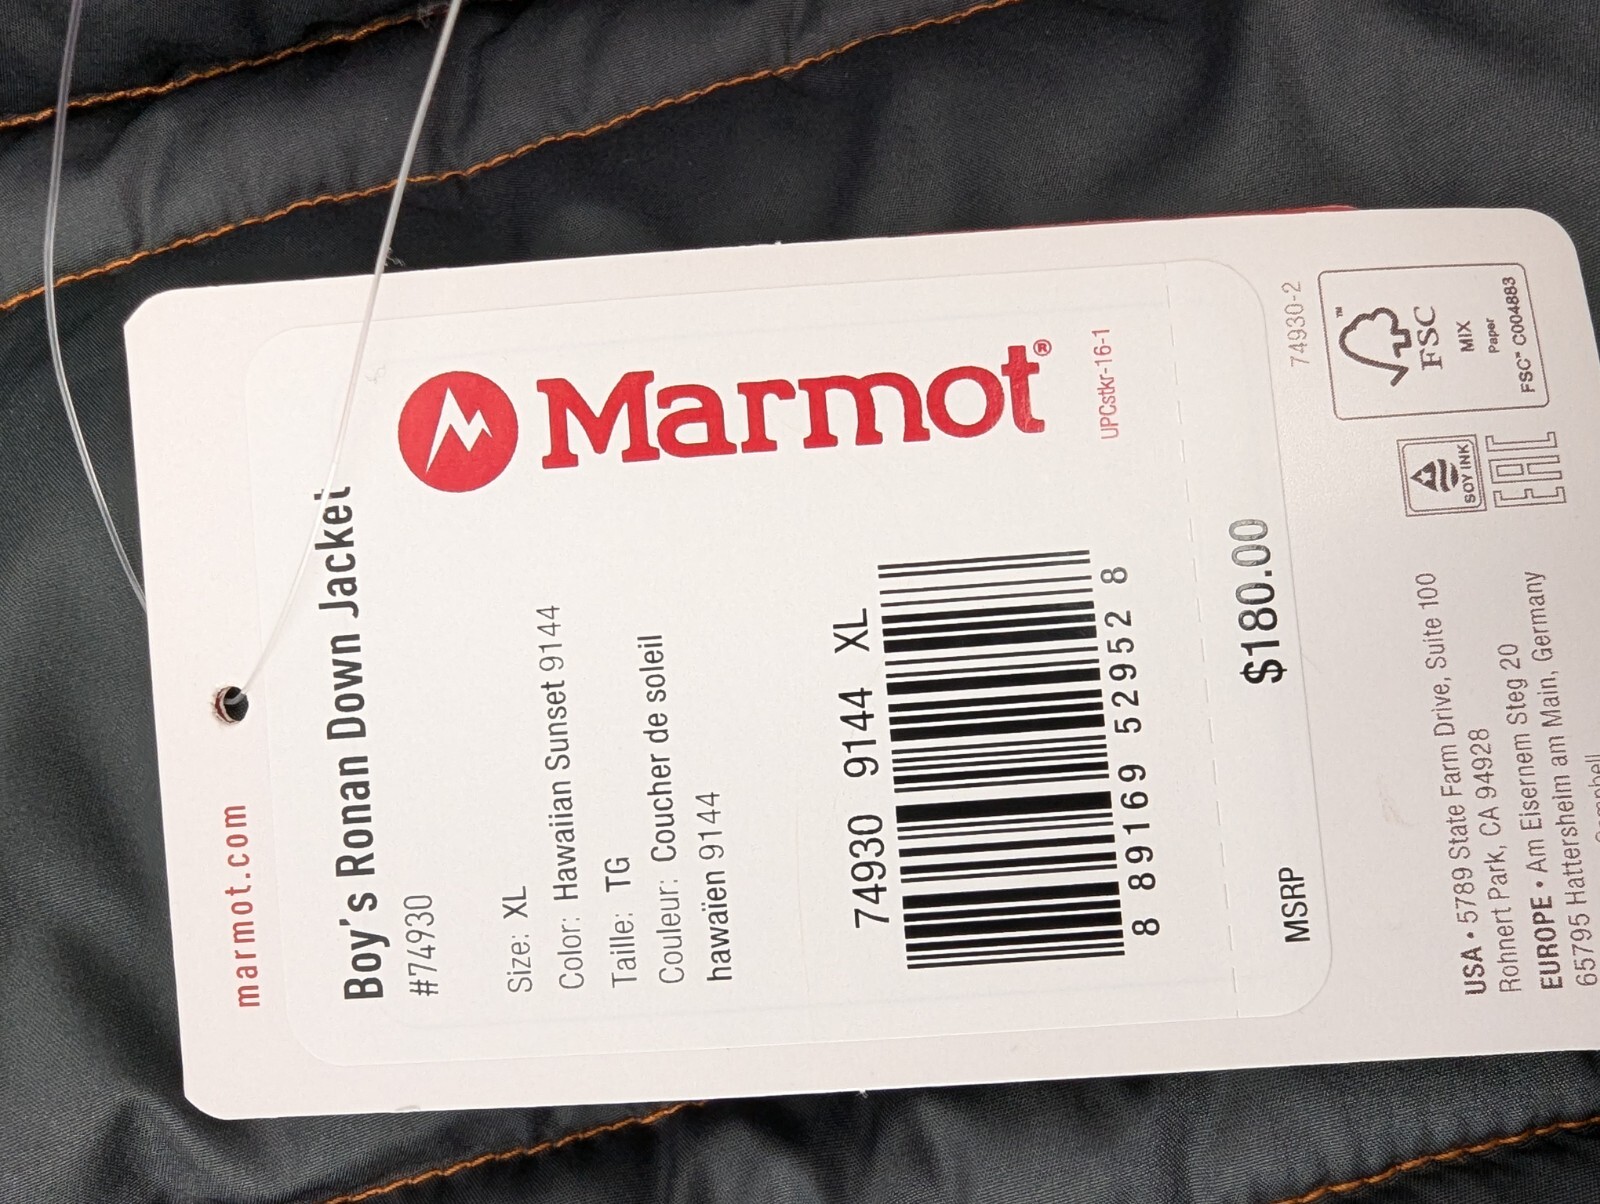 marmot.com
Boy's Ronan Down Jacket
#74930
Marmot®
Size: XL
Color: Hawaiian Sunset 9144
Taille: TG
Couleur: Coucher de soleil
hawaïen 9144
UPCstkr-16-1
74930 9144 XL
8 89169 52952 8
MSRP $180.00
74930-2
FSC™
MIX
Paper
FSC™ C004883
SOY INK
EAC
USA • 5789 State Farm Drive, Suite 100
Rohnert Park, CA 94928
EUROPE • Am Eisernem Steg 20
65795 Hattersheim am Main, Germany